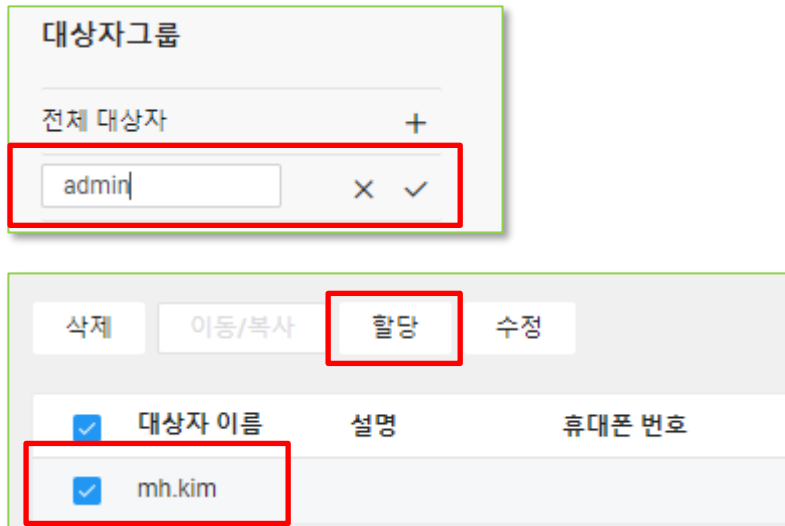 대상자그룹
전체 대상자 +
admin
삭제 이동/복사 할당 수정
대상자 이름 설명 휴대폰 번호
mh.kim